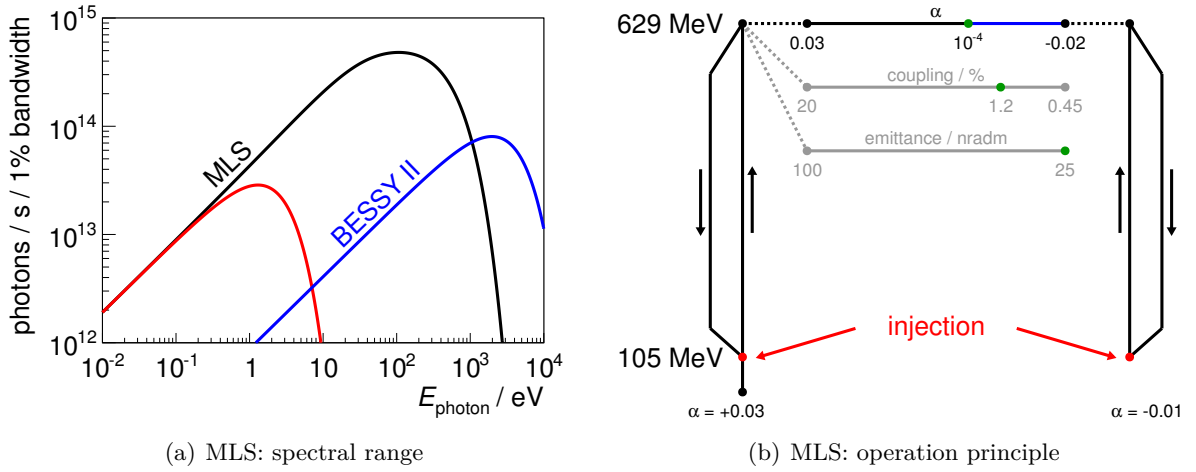 photons / s / 1% bandwidth
10^15
10^14
10^13
10^12
MLS
BESSY II
10^-2 10^-1 1 10 10^2 10^3 10^4
E_photon / eV
(a) MLS: spectral range
629 MeV
α
0.03 10^-4 -0.02
coupling / %
20 1.2 0.45
emittance / nradm
100 25
injection
105 MeV
α = +0.03 α = -0.01
(b) MLS: operation principle